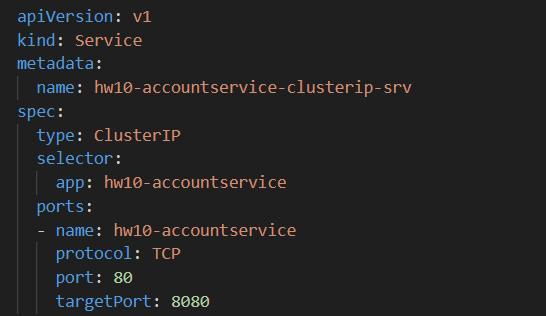 apiVersion: v1
kind: Service
metadata:
  name: hw10-accountservice-clusterip-srv
spec:
  type: ClusterIP
  selector:
    app: hw10-accountservice
  ports:
  - name: hw10-accountservice
    protocol: TCP
    port: 80
    targetPort: 8080